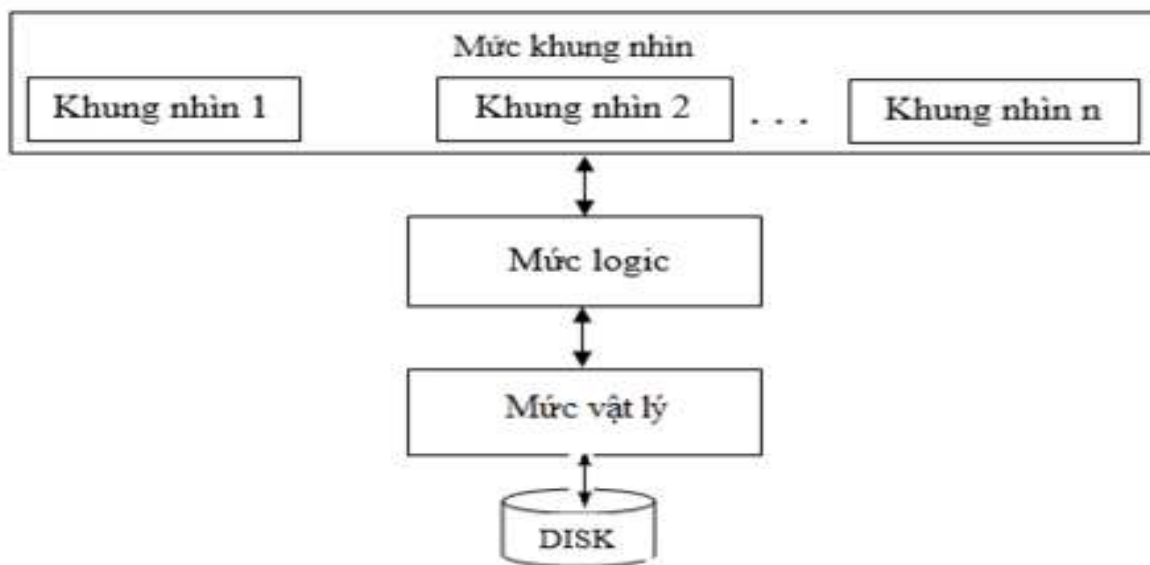 Mức khung nhìn
Khung nhìn 1 Khung nhìn 2 . . . Khung nhìn n
Mức logic
Mức vật lý
DISK